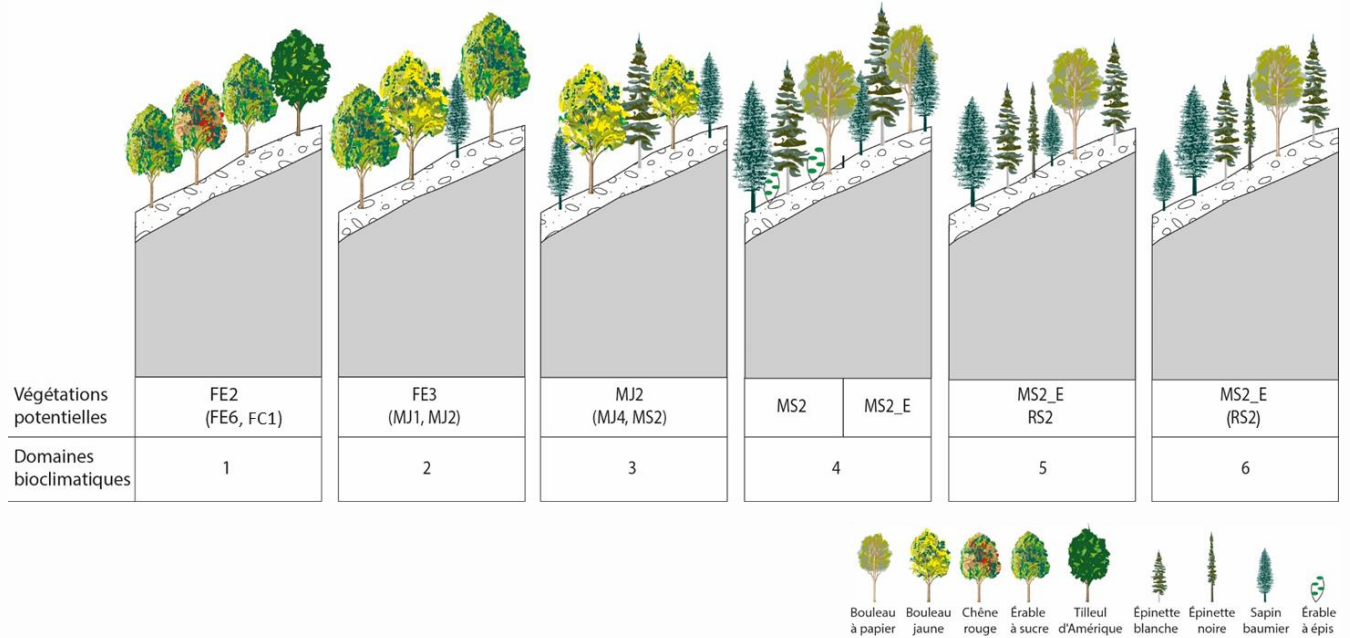 Végétations potentielles
FE2 (FE6, FC1)
FE3 (MJ1, MJ2)
MJ2 (MJ4, MS2)
MS2
MS2_E
MS2_E RS2
MS2_E (RS2)
Domaines bioclimatiques
1
2
3
4
5
6
Bouleau à papier
Bouleau jaune
Chêne rouge
Érable à sucre
Tilleul d'Amérique
Épinette blanche
Épinette noire
Sapin baumier
Érable à épis